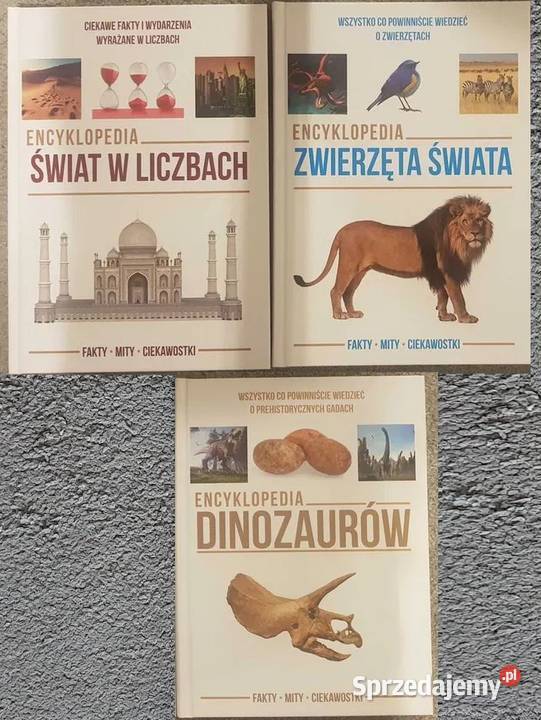 CIEKAWE FAKTY I WYDARZENIA
WYRAŻANE W LICZBACH
ENCYKLOPEDIA
ŚWIAT W LICZBACH
FAKTY • MITY • CIEKAWOSTKI
WSZYSTKO CO POWINNIŚCIE WIEDZIEĆ
O ZWIERZĘTACH
ENCYKLOPEDIA
ZWIERZĘTA ŚWIATA
FAKTY • MITY • CIEKAWOSTKI
WSZYSTKO CO POWINNIŚCIE WIEDZIEĆ
O PREHISTORYCZNYCH GADACH
ENCYKLOPEDIA
DINOZAURÓW
FAKTY • MITY • CIEKAWOSTKI
Sprzedajemy.pl